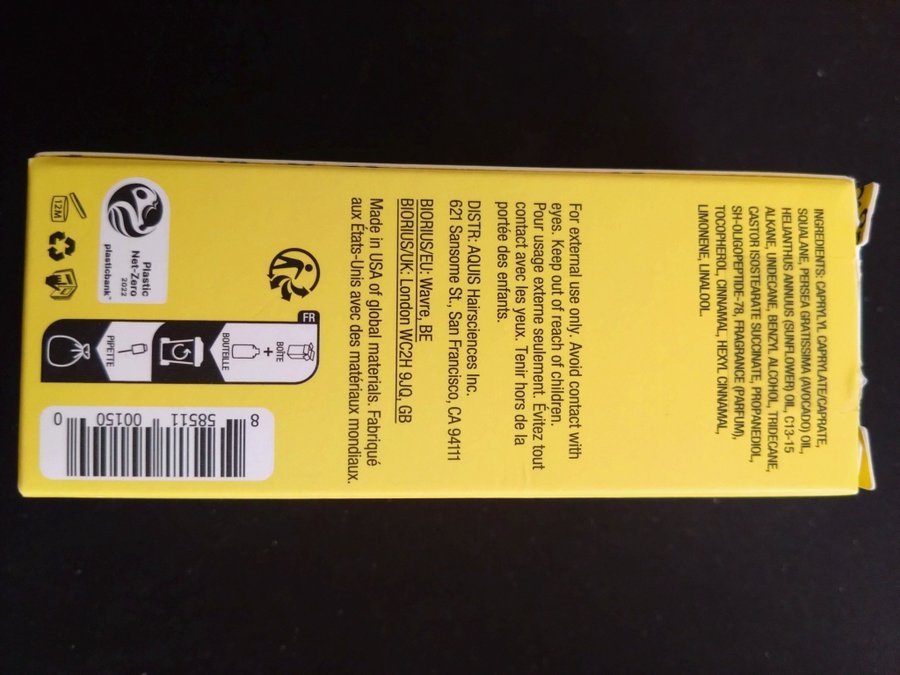 INGREDIENTS: CAPRYLYL CAPRYLATE/CAPRATE,
SQUALANE, PERSEA GRATISSIMA (AVOCADO) OIL,
HELIANTHUS ANNUUS (SUNFLOWER) OIL, C13-15
ALKANE, UNDECANE, BENZYL ALCOHOL, TRIDECANE,
CASTOR ISOSTEARATE SUCCINATE, PROPANEDIOL,
SH-OLIGOPEPTIDE-78, FRAGRANCE (PARFUM),
TOCOPHEROL, CINNAMAL, HEXYL CINNAMAL,
LIMONENE, LINALOOL.
For external use only. Avoid contact with
eyes. Keep out of reach of children.
Pour usage externe seulement. Évitez tout
contact avec les yeux. Tenir hors de la
portée des enfants.
DISTR: AQUIS Hairsciences Inc.
621 Sansome St., San Francisco, CA 94111
BIORIUS/EU: Wavre, BE
BIORIUS/UK: London WC2H 9JQ, GB
Made in USA of global materials. Fabriqué
aux États-Unis avec des matériaux mondiaux.
FR
BOÎTE
+
BOUTEILLE
PIPETTE
Plastic
Net-Zero
2022
plasticbank
12M
8 58511 00150 0